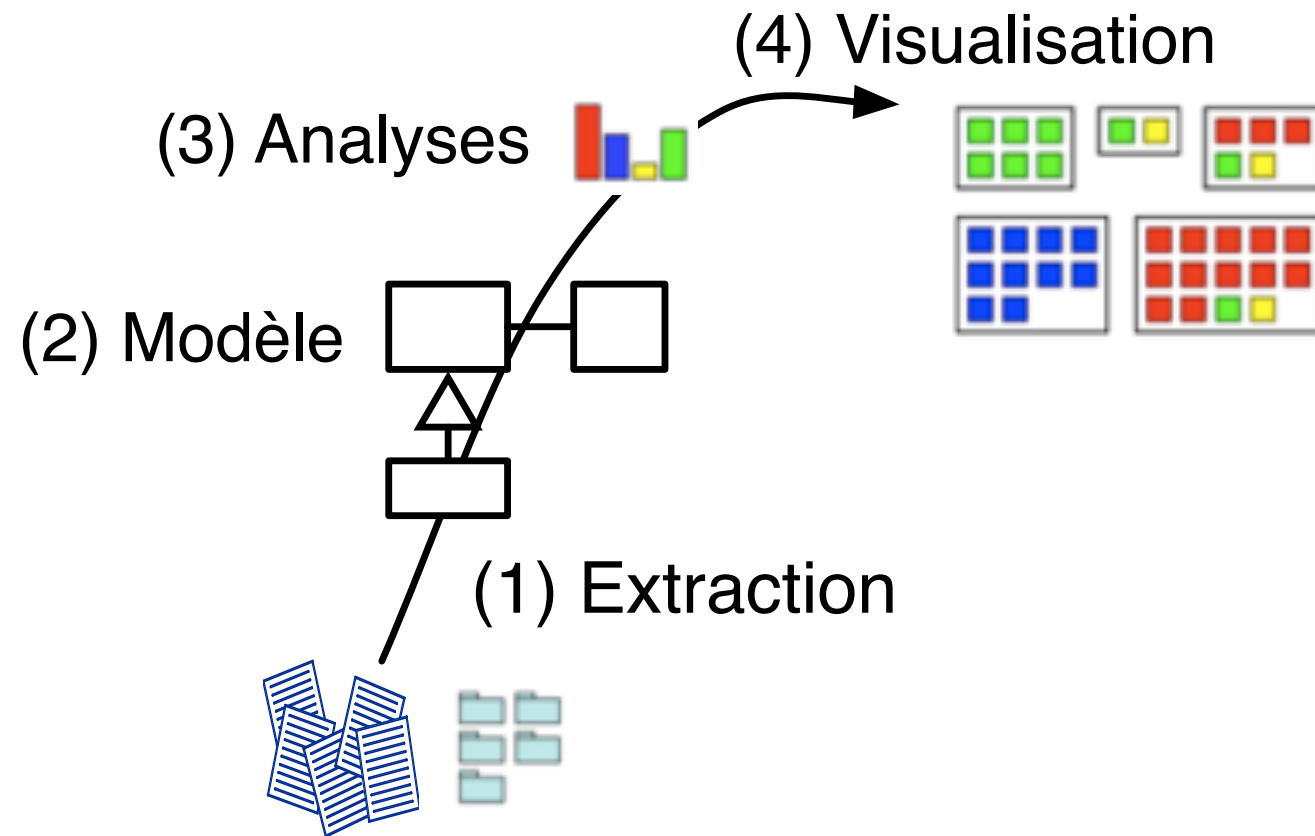 (4) Visualisation
(3) Analyses
(2) Modèle
(1) Extraction